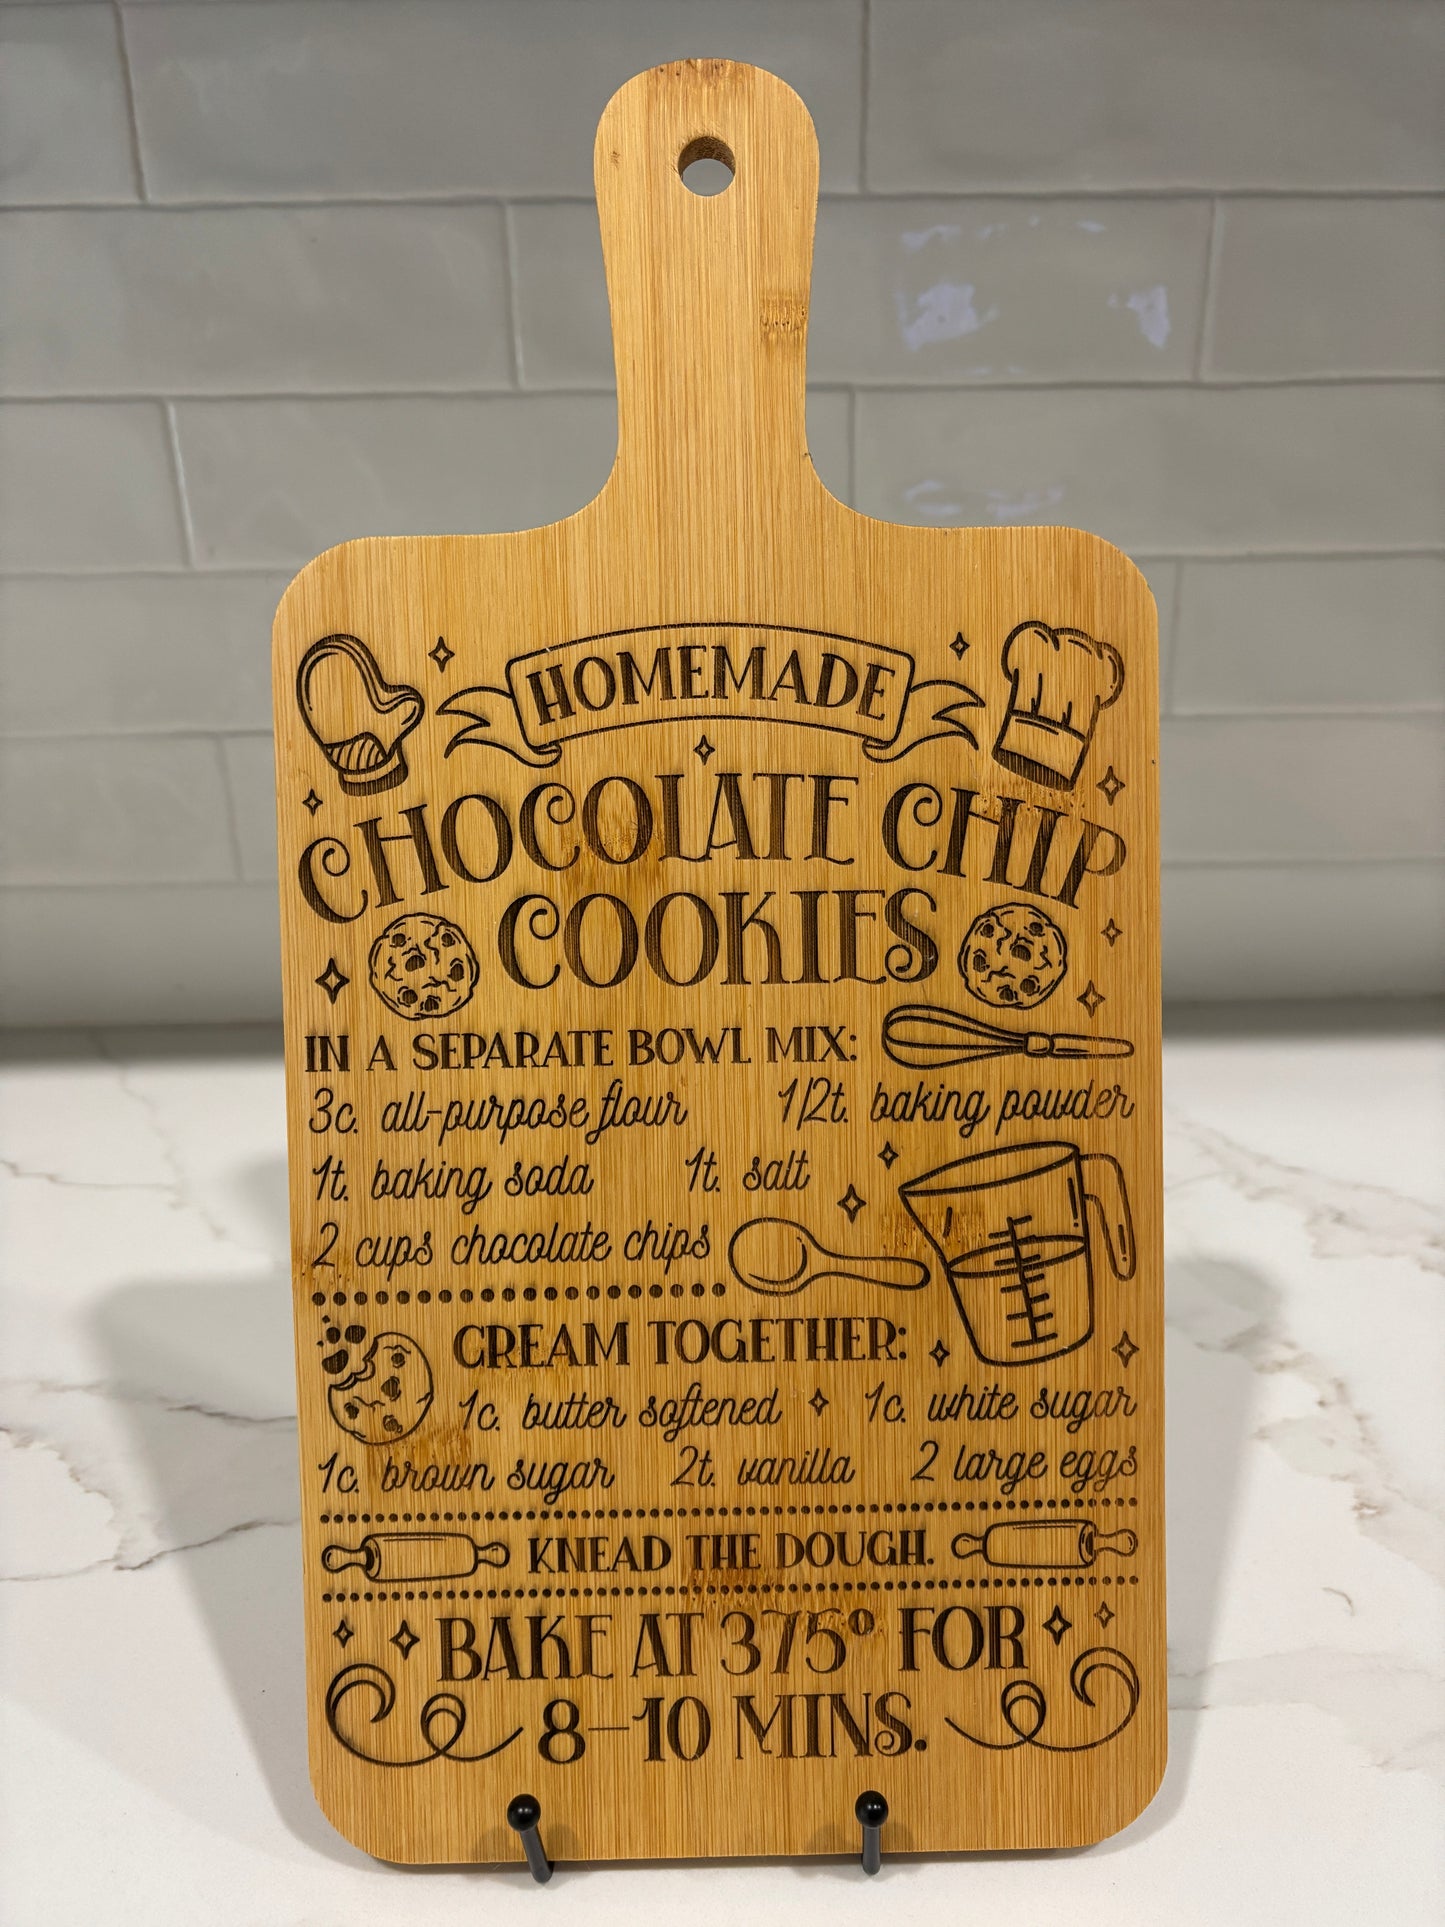 HOMEMADE
CHOCOLATE CHIP
COOKIES
IN A SEPARATE BOWL MIX:
3c. all-purpose flour 1/2t. baking powder
1t. baking soda 1t. salt
2 cups chocolate chips
CREAM TOGETHER:
1c. butter softened 1c. white sugar
1c. brown sugar 2t. vanilla 2 large eggs
KNEAD THE DOUGH.
BAKE AT 375° FOR
8-10 MINS.